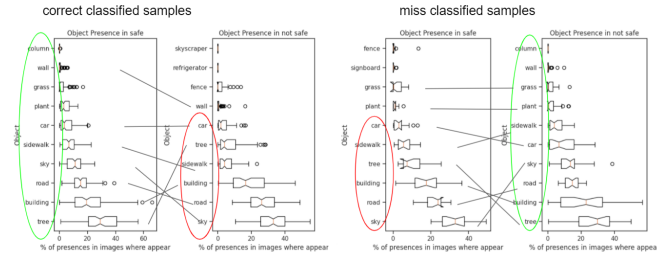 correct classified samples
miss classified samples
Object Presence in safe
Object Presence in not safe
Object Presence in safe
Object Presence in not safe
column
wall
grass
plant
car
sidewalk
sky
road
building
tree
Object
0 20 40 60
% of presences in images where appear
skyscraper
refrigerator
fence
wall
car
tree
sidewalk
building
road
sky
Object
0 20 40
% of presences in images where appear
fence
signboard
grass
plant
car
sidewalk
tree
building
road
sky
Object
0 20 40
% of presences in images where appear
column
wall
grass
plant
sidewalk
car
sky
road
building
tree
Object
0 20 40
% of presences in images where appear